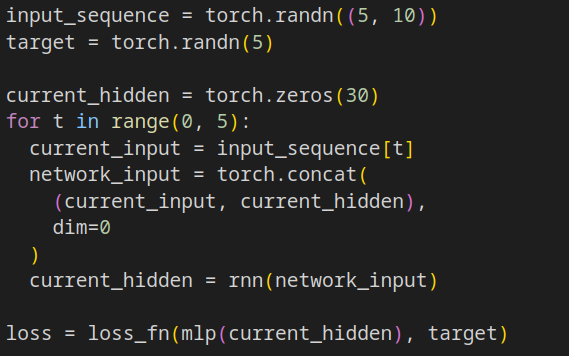 input_sequence = torch.randn((5, 10))
target = torch.randn(5)

current_hidden = torch.zeros(30)
for t in range(0, 5):
  current_input = input_sequence[t]
  network_input = torch.concat(
    (current_input, current_hidden),
    dim=0
  )
  current_hidden = rnn(network_input)

loss = loss_fn(mlp(current_hidden), target)